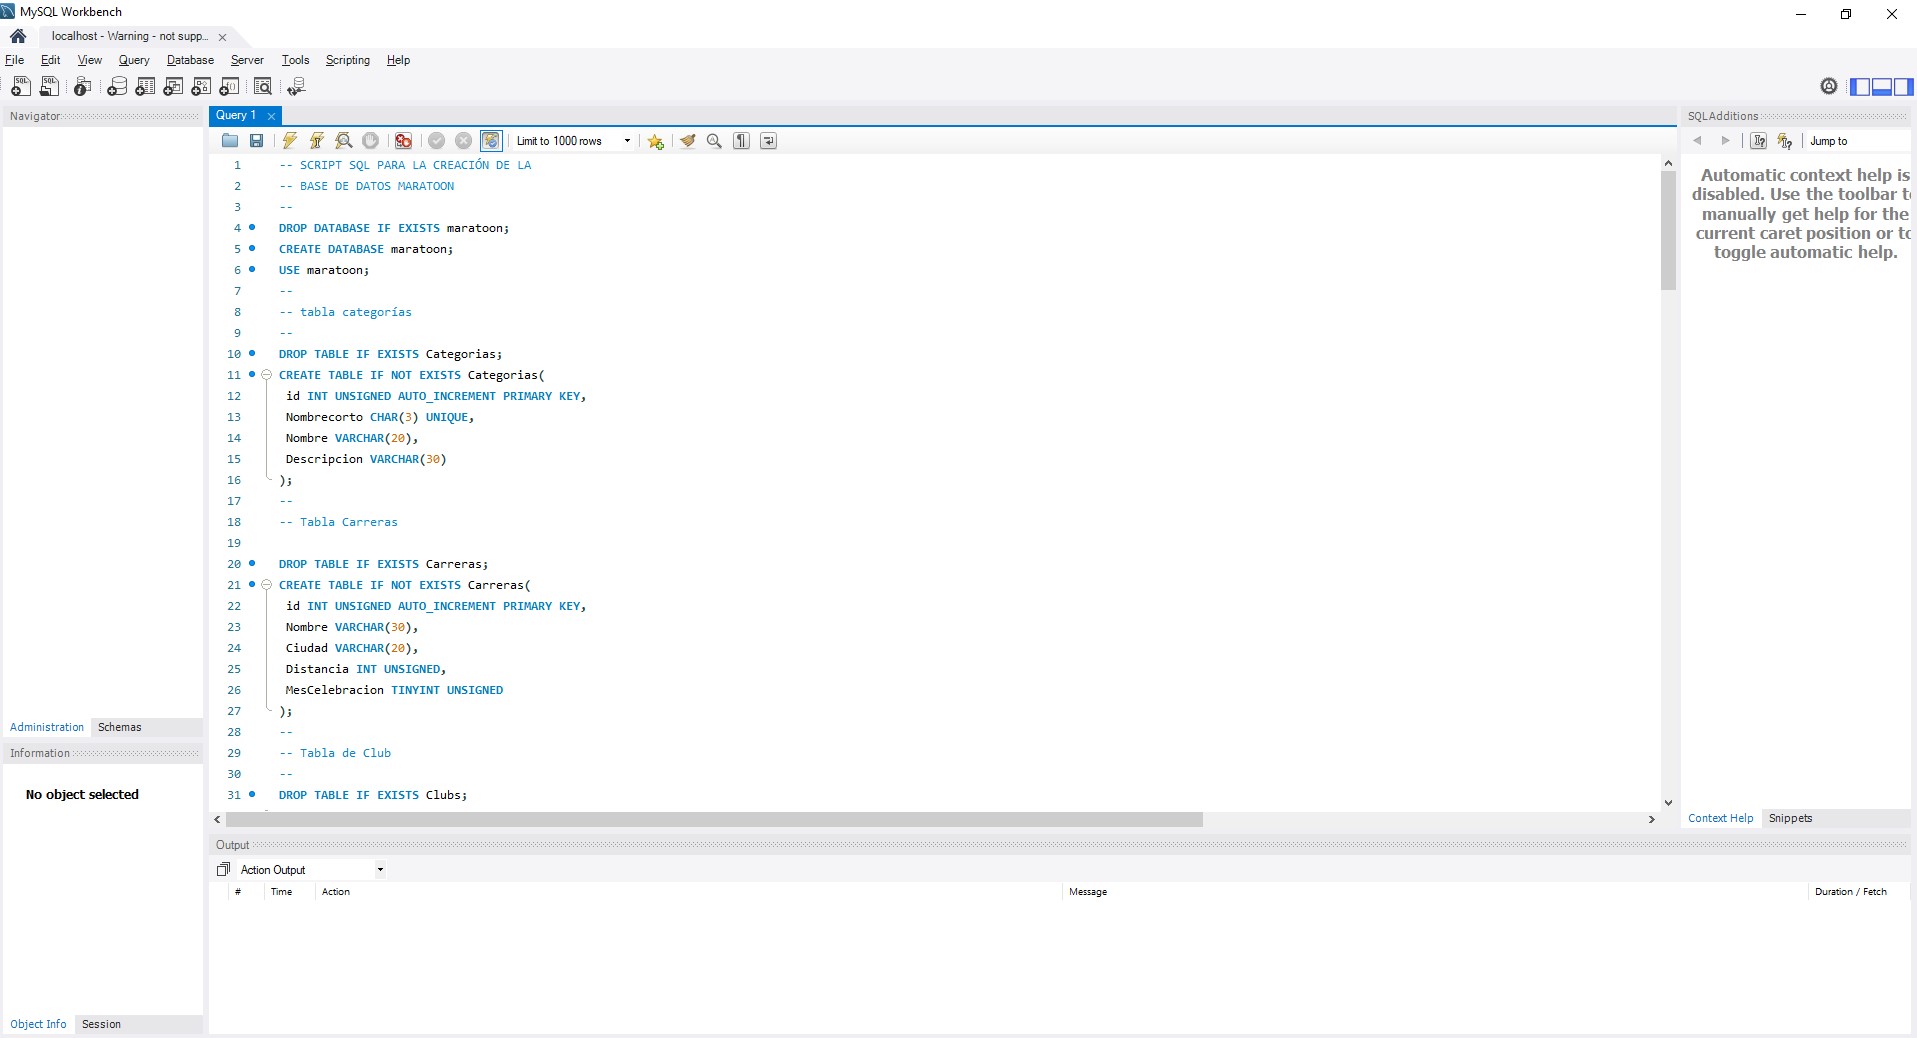 MySQL Workbench
localhost - Warning - not supp...
File Edit View Query Database Server Tools Scripting Help
Navigator
Query 1
SQLAdditions
Limit to 1000 rows
Jump to
1 -- SCRIPT SQL PARA LA CREACIÓN DE LA
2 -- BASE DE DATOS MARATOON
3 --
4 DROP DATABASE IF EXISTS maratoon;
5 CREATE DATABASE maratoon;
6 USE maratoon;
7 --
8 -- tabla categorías
9 --
10 DROP TABLE IF EXISTS Categorias;
11 CREATE TABLE IF NOT EXISTS Categorias(
12 id INT UNSIGNED AUTO_INCREMENT PRIMARY KEY,
13 Nombrecorto CHAR(3) UNIQUE,
14 Nombre VARCHAR(20),
15 Descripcion VARCHAR(30)
16 );
17 --
18 -- Tabla Carreras
19
20 DROP TABLE IF EXISTS Carreras;
21 CREATE TABLE IF NOT EXISTS Carreras(
22 id INT UNSIGNED AUTO_INCREMENT PRIMARY KEY,
23 Nombre VARCHAR(30),
24 Ciudad VARCHAR(20),
25 Distancia INT UNSIGNED,
26 MesCelebracion TINYINT UNSIGNED
27 );
28 --
29 -- Tabla de Club
30 --
31 DROP TABLE IF EXISTS Clubs;
Automatic context help is
disabled. Use the toolbar t
manually get help for the
current caret position or to
toggle automatic help.
Administration Schemas
Information
No object selected
Context Help Snippets
Output
Action Output
# Time Action Message Duration / Fetch
Object Info Session